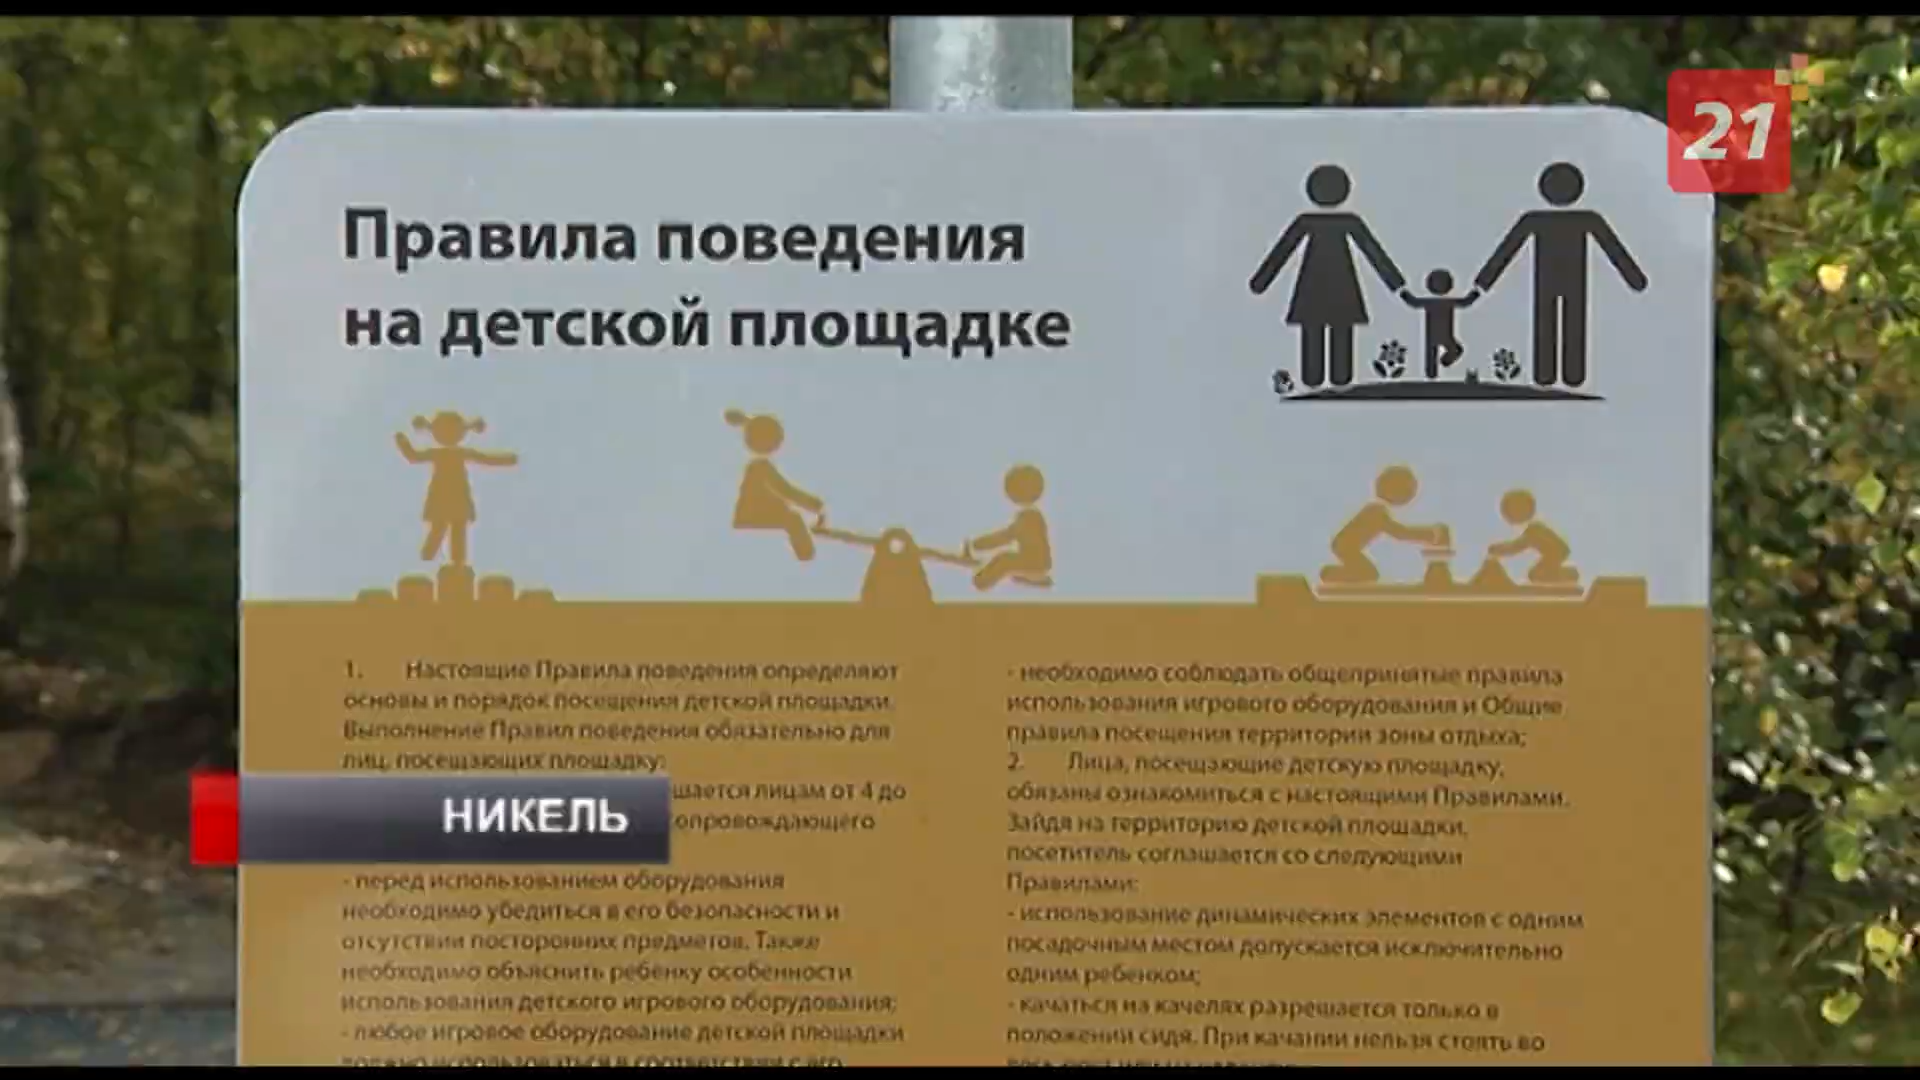 21
Правила поведения
на детской площадке
1. Настоящие Правила поведения определяют
основы и порядок посещения детской площадки.
Выполнение Правил поведения обязательно для
лиц, посещающих площадку:
лицам от 4 до
НИКЕЛЬ
- перед использованием оборудования
необходимо убедиться в его безопасности и
отсутствии посторонних предметов. Также
необходимо объяснить ребенку особенности
использования детского игрового оборудования;
- любое игровое оборудование детской площадки
должно использоваться в соответствии с его
- необходимо соблюдать общепринятые правила
использования игрового оборудования и Общие
правила посещения территории зоны отдыха;
2. Лица, посещающие детскую площадку,
обязаны ознакомиться с настоящими Правилами.
Зайдя на территорию детской площадки,
посетитель соглашается со следующими
Правилами:
- использование динамических элементов с одним
посадочным местом допускается исключительно
одним ребенком;
- качаться на качелях разрешается только в
положении сидя. При качании нельзя стоять во